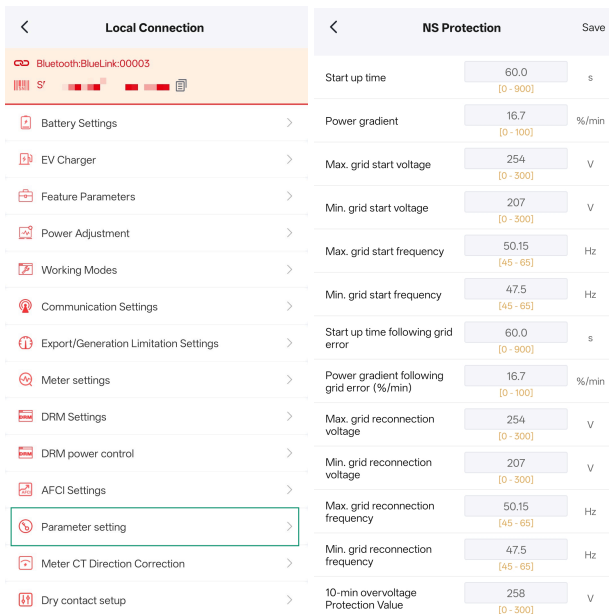 Local Connection
Bluetooth:BlueLink:00003
Battery Settings
EV Charger
Feature Parameters
Power Adjustment
Working Modes
Communication Settings
Export/Generation Limitation Settings
Meter settings
DRM
DRM Settings
DRM
DRM power control
AFCI
AFCI Settings
Parameter setting
Meter CT Direction Correction
Dry contact setup
NS Protection
Save
Start up time
60.0
s
[0 - 900]
Power gradient
16.7
%/min
[0 - 100]
Max. grid start voltage
254
V
[0 - 300]
Min. grid start voltage
207
V
[0 - 300]
Max. grid start frequency
50.15
Hz
[45 - 65]
Min. grid start frequency
47.5
Hz
[45 - 65]
Start up time following grid
error
60.0
s
[0 - 900]
Power gradient following
grid error (%/min)
16.7
%/min
[0 - 100]
Max. grid reconnection
voltage
254
V
[0 - 300]
Min. grid reconnection
voltage
207
V
[0 - 300]
Max. grid reconnection
frequency
50.15
Hz
[45 - 65]
Min. grid reconnection
frequency
47.5
Hz
[45 - 65]
10-min overvoltage
Protection Value
258
V
[0 - 300]